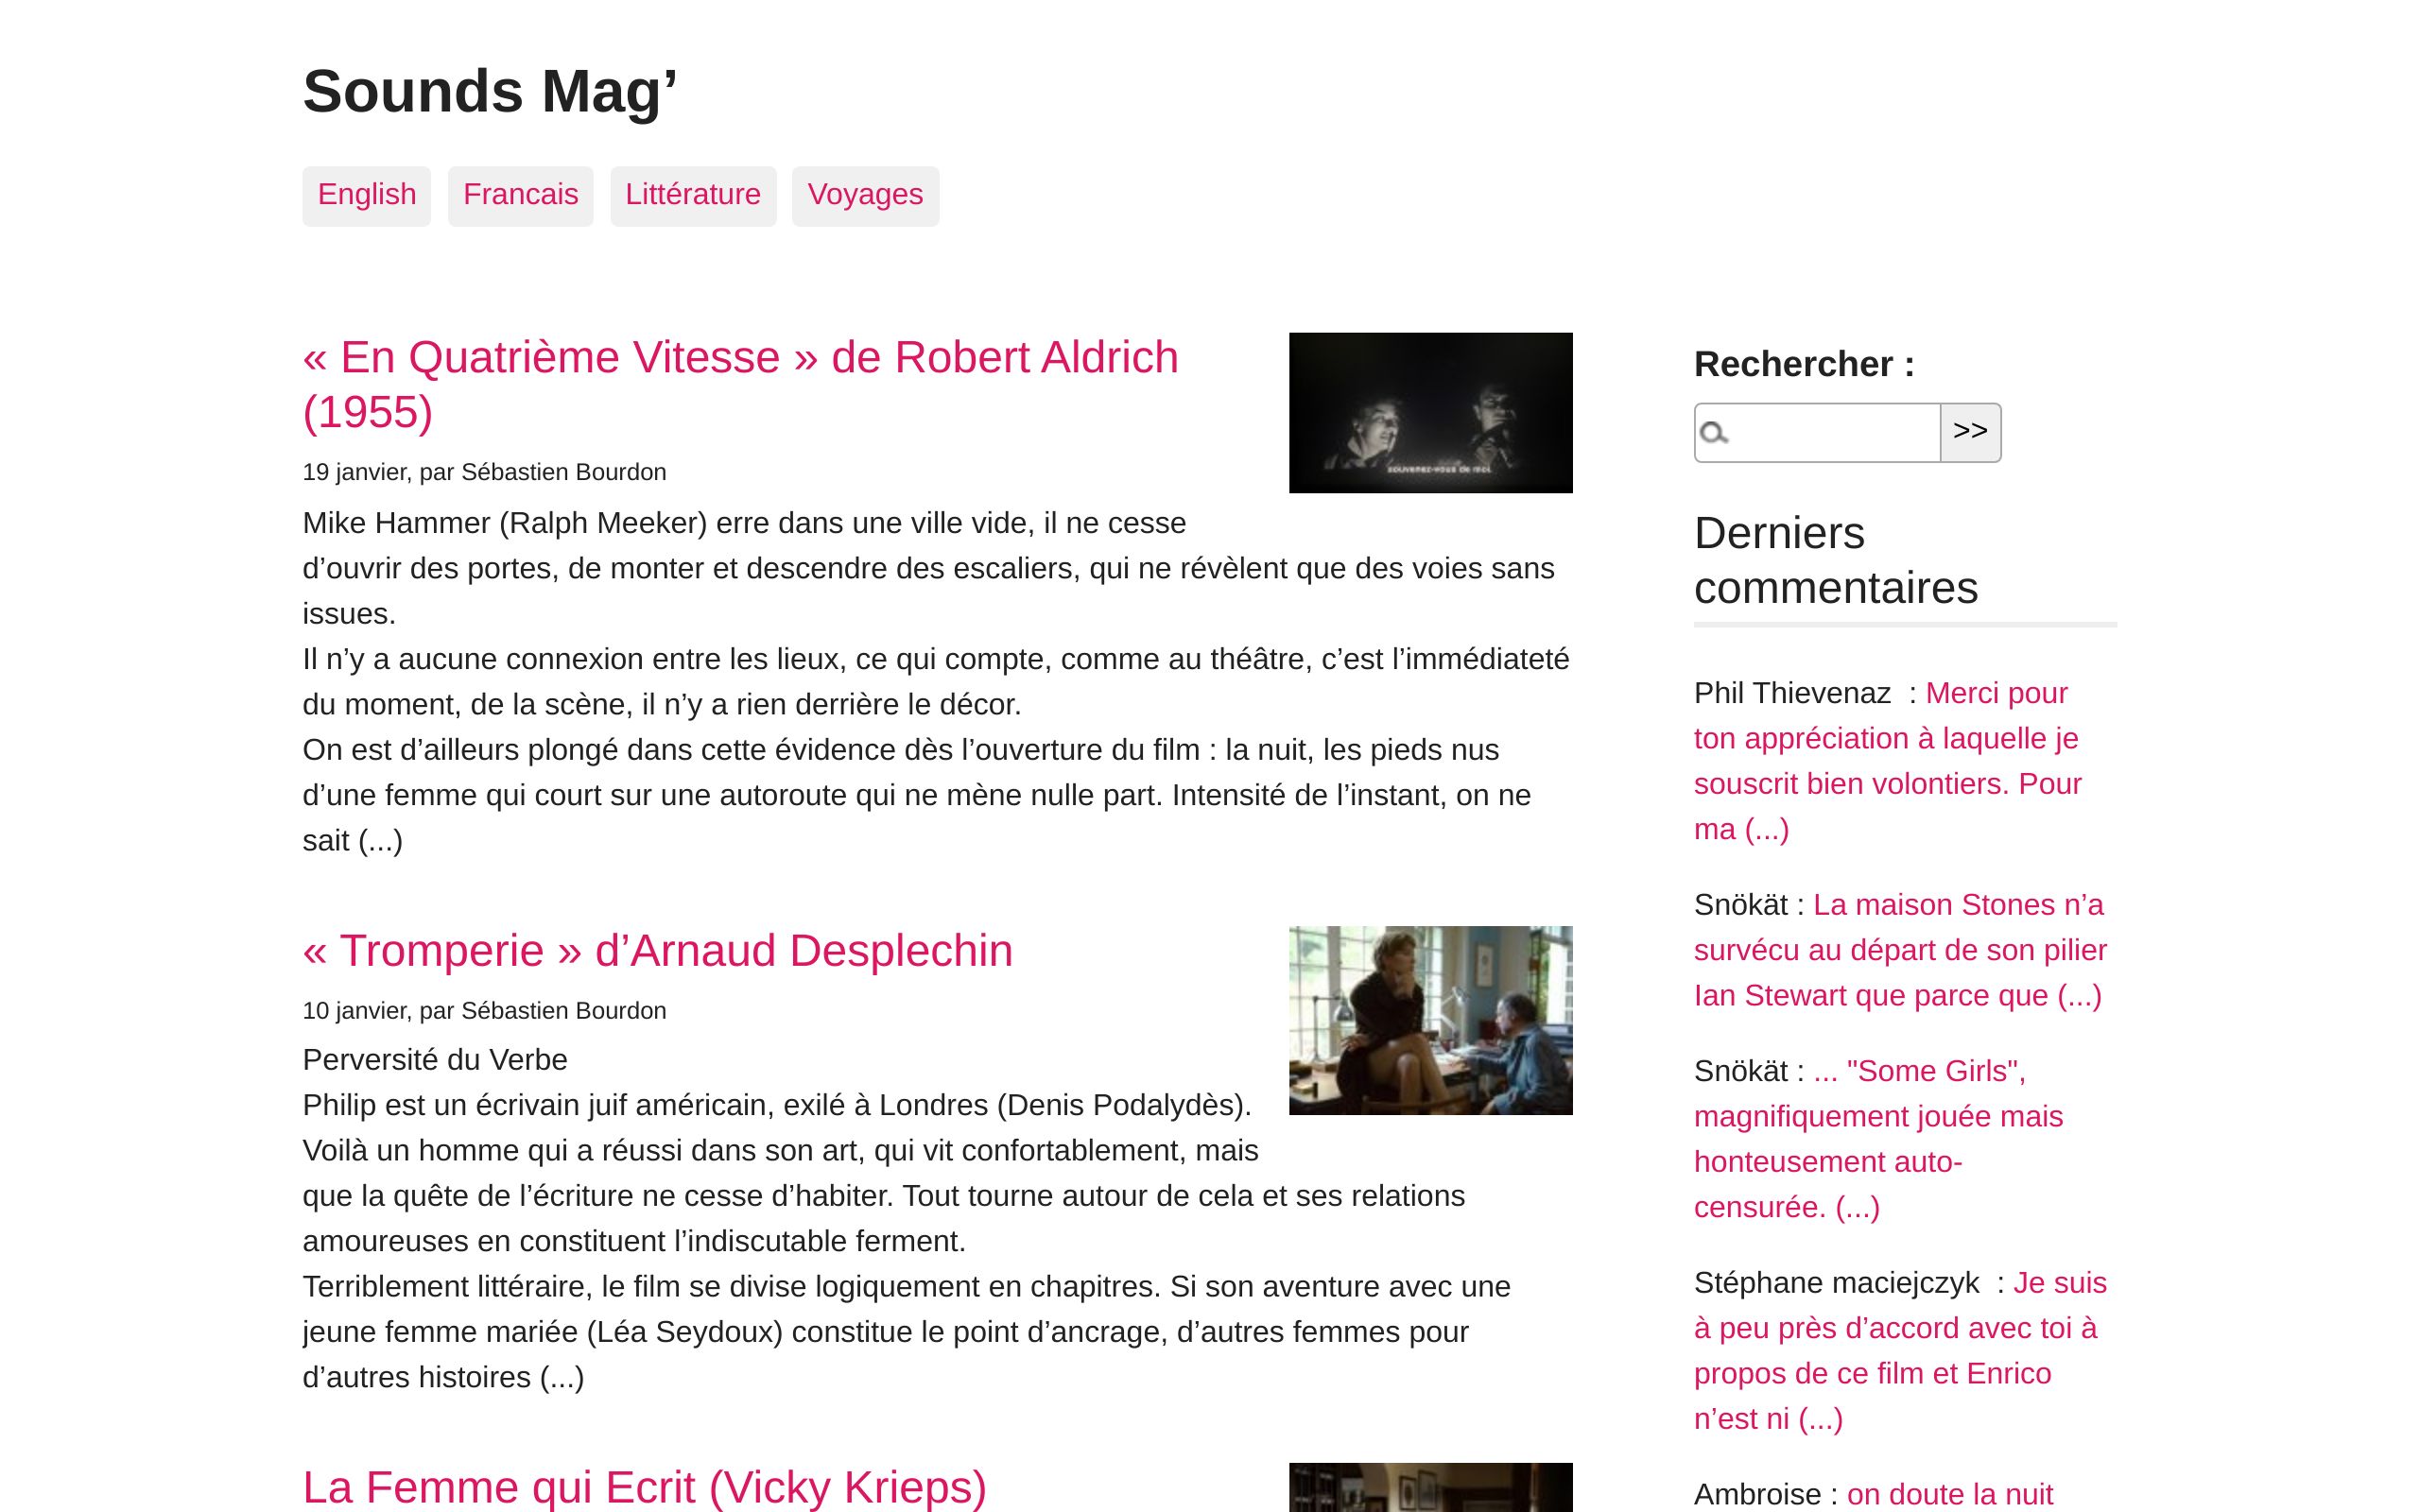 Sounds Mag’
English
Francais
Littérature
Voyages
« En Quatrième Vitesse » de Robert Aldrich
(1955)
19 janvier, par Sébastien Bourdon
Mike Hammer (Ralph Meeker) erre dans une ville vide, il ne cesse
d’ouvrir des portes, de monter et descendre des escaliers, qui ne révèlent que des voies sans
issues.
Il n’y a aucune connexion entre les lieux, ce qui compte, comme au théâtre, c’est l’immédiateté
du moment, de la scène, il n’y a rien derrière le décor.
On est d’ailleurs plongé dans cette évidence dès l’ouverture du film : la nuit, les pieds nus
d’une femme qui court sur une autoroute qui ne mène nulle part. Intensité de l’instant, on ne
sait (...)
souvenez-vous de moi.
« Tromperie » d’Arnaud Desplechin
10 janvier, par Sébastien Bourdon
Perversité du Verbe
Philip est un écrivain juif américain, exilé à Londres (Denis Podalydès).
Voilà un homme qui a réussi dans son art, qui vit confortablement, mais
que la quête de l’écriture ne cesse d’habiter. Tout tourne autour de cela et ses relations
amoureuses en constituent l’indiscutable ferment.
Terriblement littéraire, le film se divise logiquement en chapitres. Si son aventure avec une
jeune femme mariée (Léa Seydoux) constitue le point d’ancrage, d’autres femmes pour
d’autres histoires (...)
La Femme qui Ecrit (Vicky Krieps)
Rechercher :
>>
Derniers
commentaires
Phil Thievenaz  : Merci pour
ton appréciation à laquelle je
souscrit bien volontiers. Pour
ma (...)
Snökät : La maison Stones n’a
survécu au départ de son pilier
Ian Stewart que parce que (...)
Snökät : ... "Some Girls",
magnifiquement jouée mais
honteusement auto-
censurée. (...)
Stéphane maciejczyk  : Je suis
à peu près d’accord avec toi à
propos de ce film et Enrico
n’est ni (...)
Ambroise : on doute la nuit